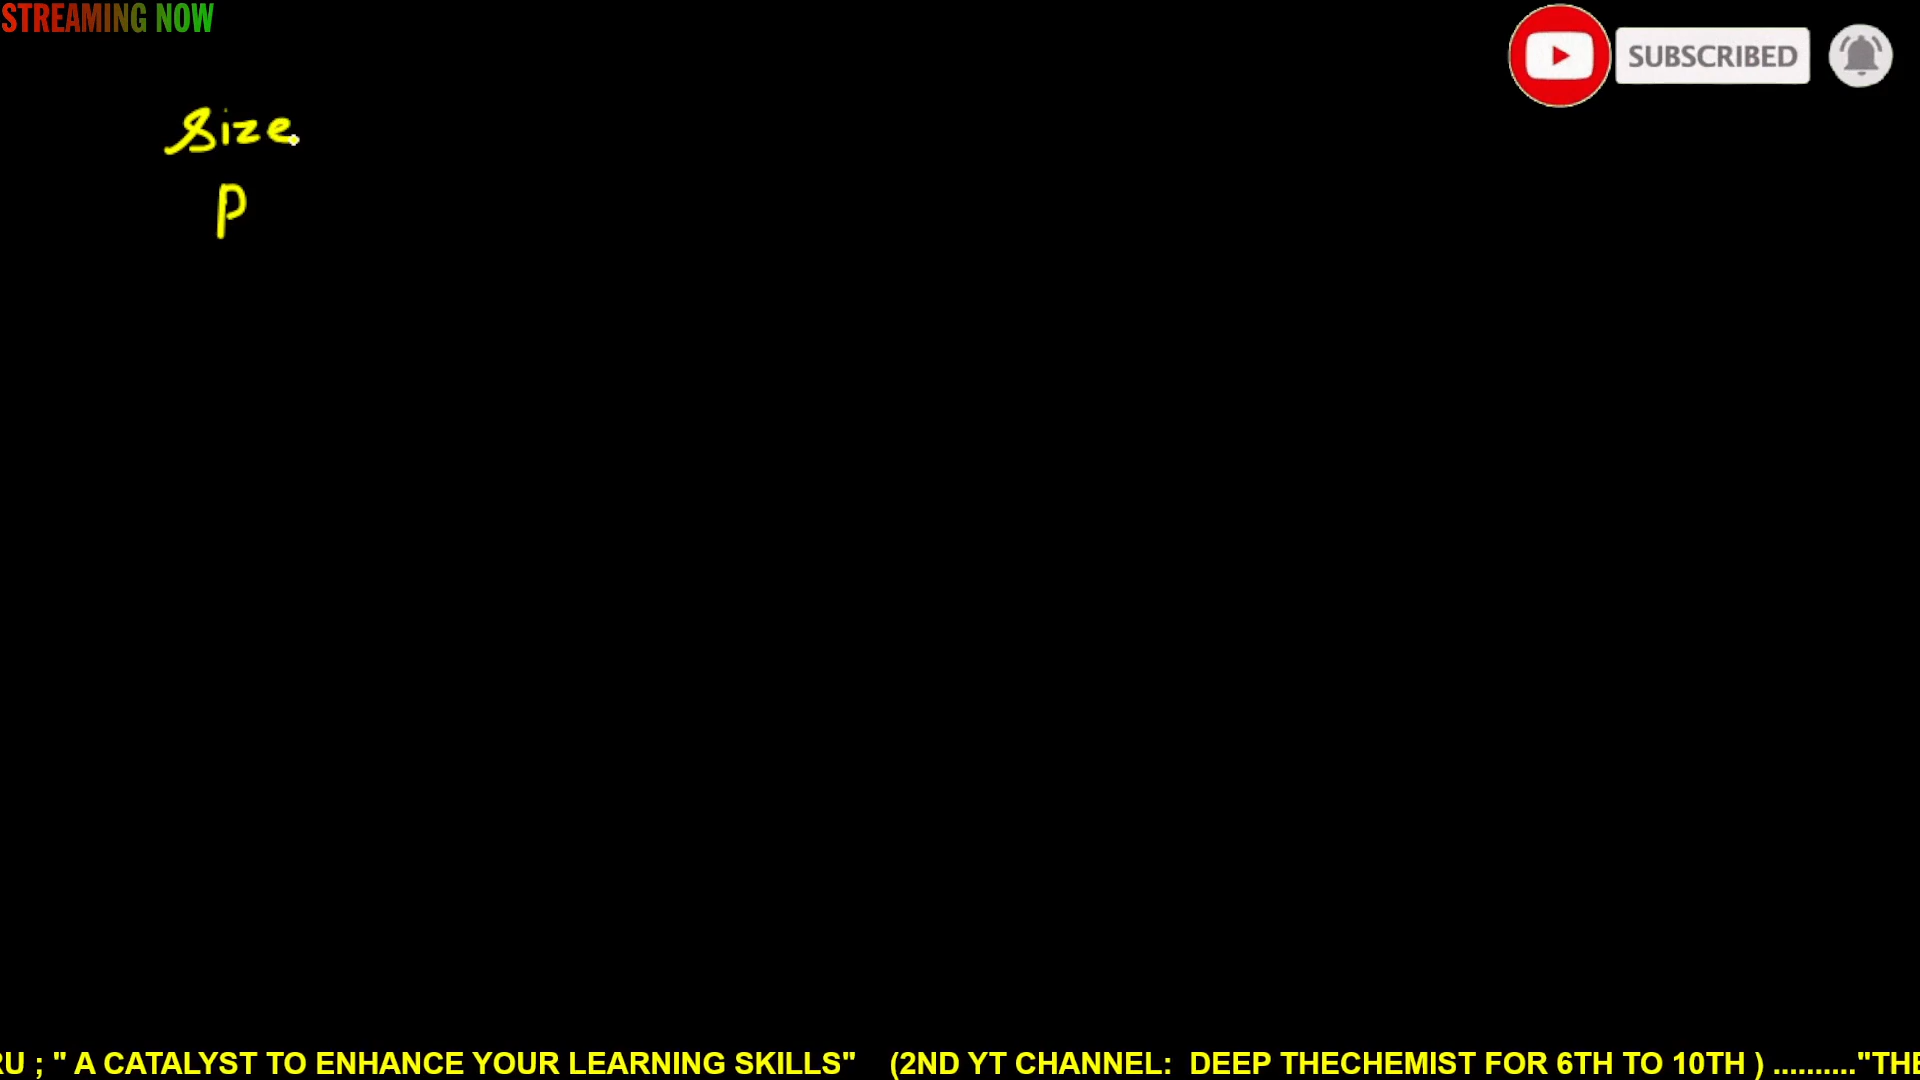 STREAMING NOW
SUBSCRIBED
Size
P
RU ; " A CATALYST TO ENHANCE YOUR LEARNING SKILLS" (2ND YT CHANNEL: DEEP THECHEMIST FOR 6TH TO 10TH ) .........."THE